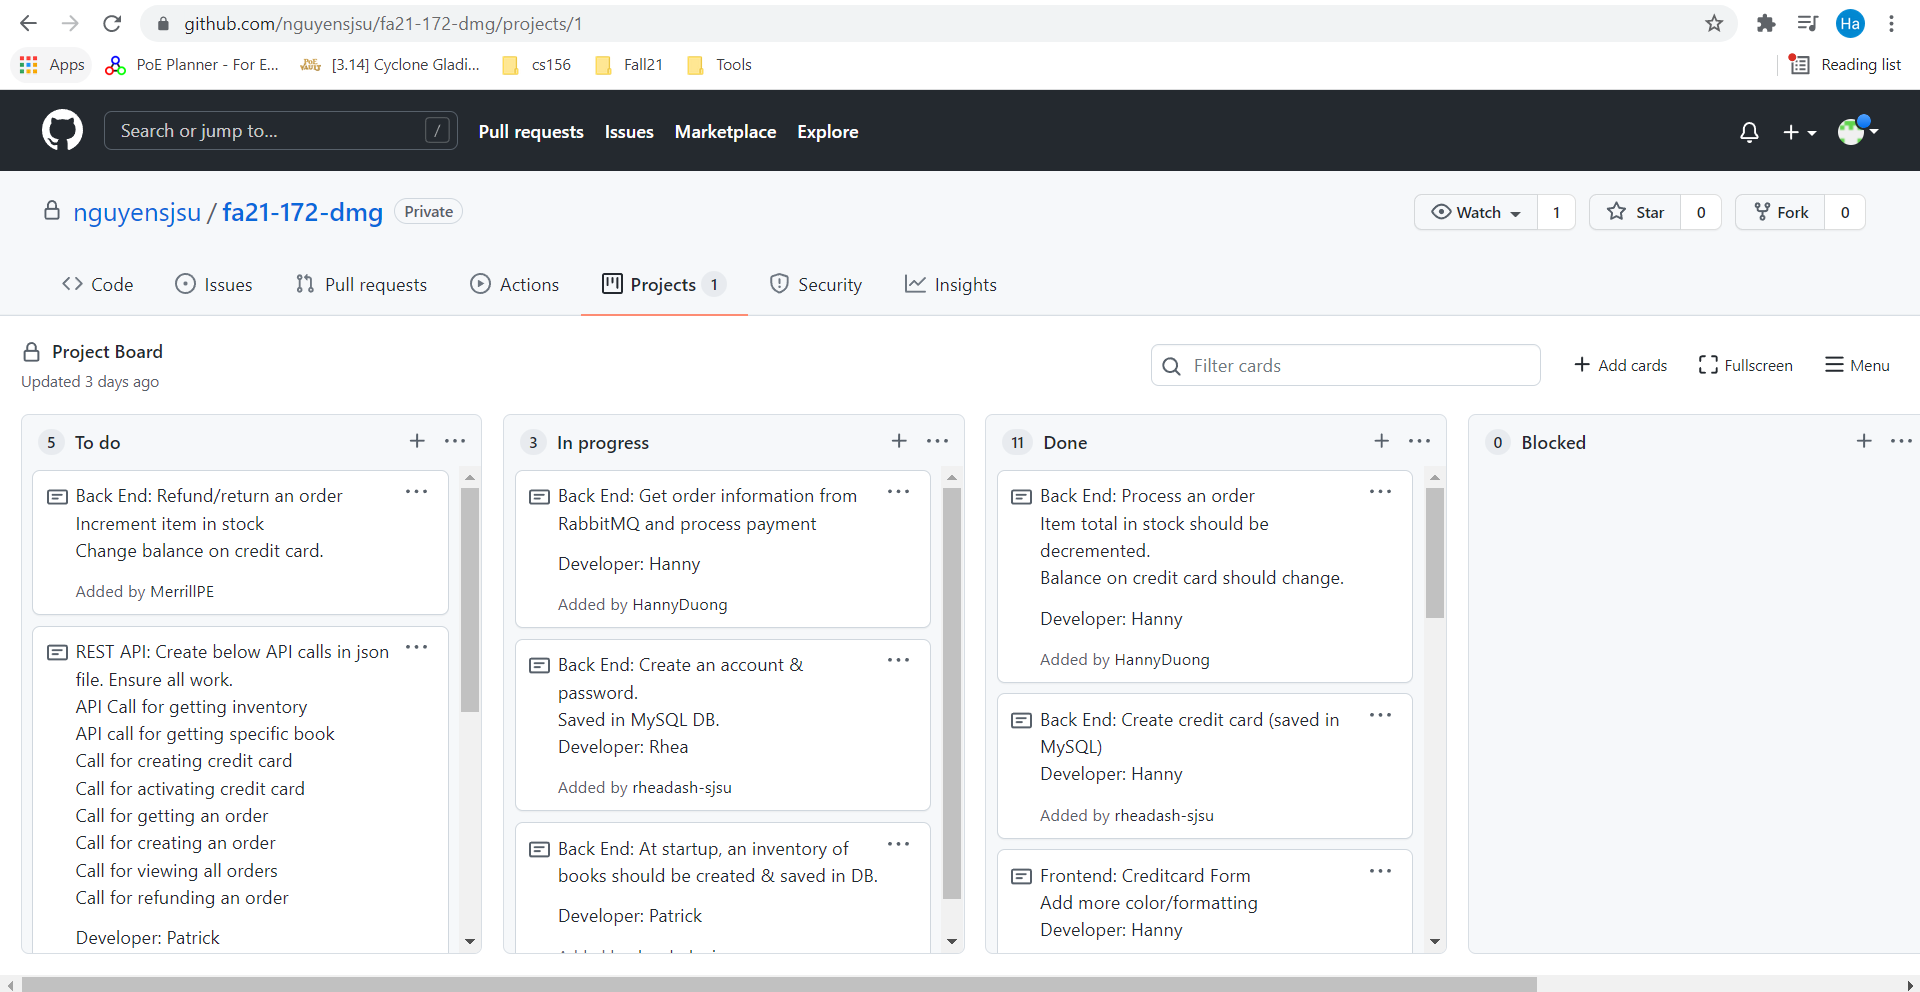 github.com/nguyensjsu/fa21-172-dmg/projects/1
Ha
Apps
PoE Planner - For E...
POE VAULT
[3.14] Cyclone Gladi...
cs156
Fall21
Tools
Reading list
Search or jump to...
/
Pull requests
Issues
Marketplace
Explore
nguyensjsu / fa21-172-dmg
Private
Watch
1
Star
0
Fork
0
Code
Issues
Pull requests
Actions
Projects 1
Security
Insights
Project Board
Updated 3 days ago
Filter cards
Add cards
Fullscreen
Menu
5 To do
Back End: Refund/return an order
Increment item in stock
Change balance on credit card.
Added by MerrillPE
REST API: Create below API calls in json
file. Ensure all work.
API Call for getting inventory
API call for getting specific book
Call for creating credit card
Call for activating credit card
Call for getting an order
Call for creating an order
Call for viewing all orders
Call for refunding an order
Developer: Patrick
3 In progress
Back End: Get order information from
RabbitMQ and process payment
Developer: Hanny
Added by HannyDuong
Back End: Create an account &
password.
Saved in MySQL DB.
Developer: Rhea
Added by rheadash-sjsu
Back End: At startup, an inventory of
books should be created & saved in DB.
Developer: Patrick
11 Done
Back End: Process an order
Item total in stock should be
decremented.
Balance on credit card should change.
Developer: Hanny
Added by HannyDuong
Back End: Create credit card (saved in
MySQL)
Developer: Hanny
Added by rheadash-sjsu
Frontend: Creditcard Form
Add more color/formatting
Developer: Hanny
0 Blocked